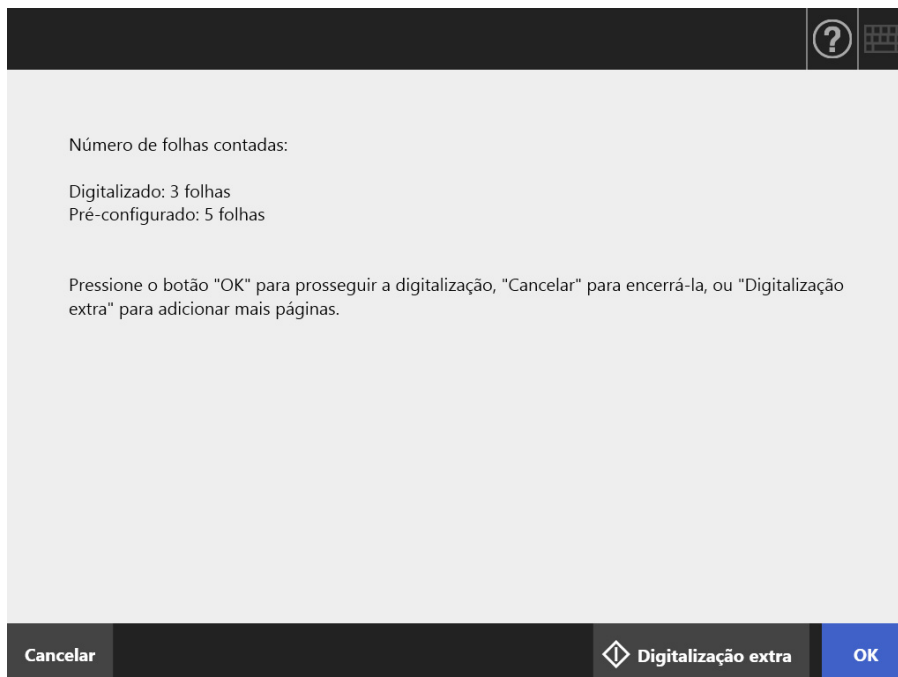 ?
Número de folhas contadas:
Digitalizado: 3 folhas
Pré-configurado: 5 folhas
Pressione o botão "OK" para prosseguir a digitalização, "Cancelar" para encerrá-la, ou "Digitalização
extra" para adicionar mais páginas.
Cancelar
Digitalização extra
OK